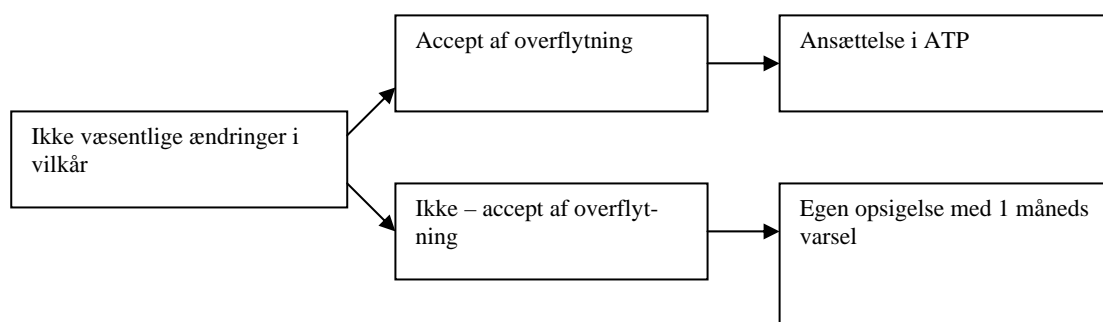 Accept af overflytning
Ansættelse i ATP
Ikke væsentlige ændringer i
vilkår
Ikke – accept af overflyt-
ning
Egen opsigelse med 1 måneds
varsel